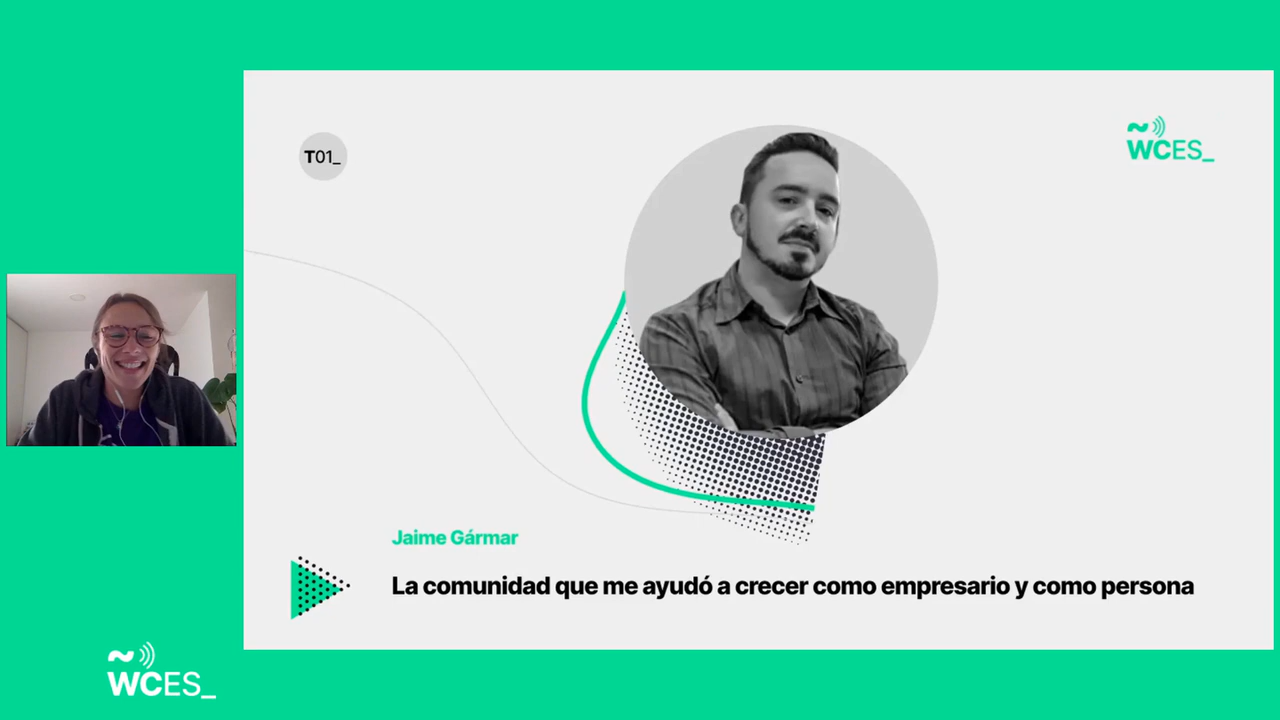 T01_
WCES_
Jaime Gármar
La comunidad que me ayudó a crecer como empresario y como persona
WCES_